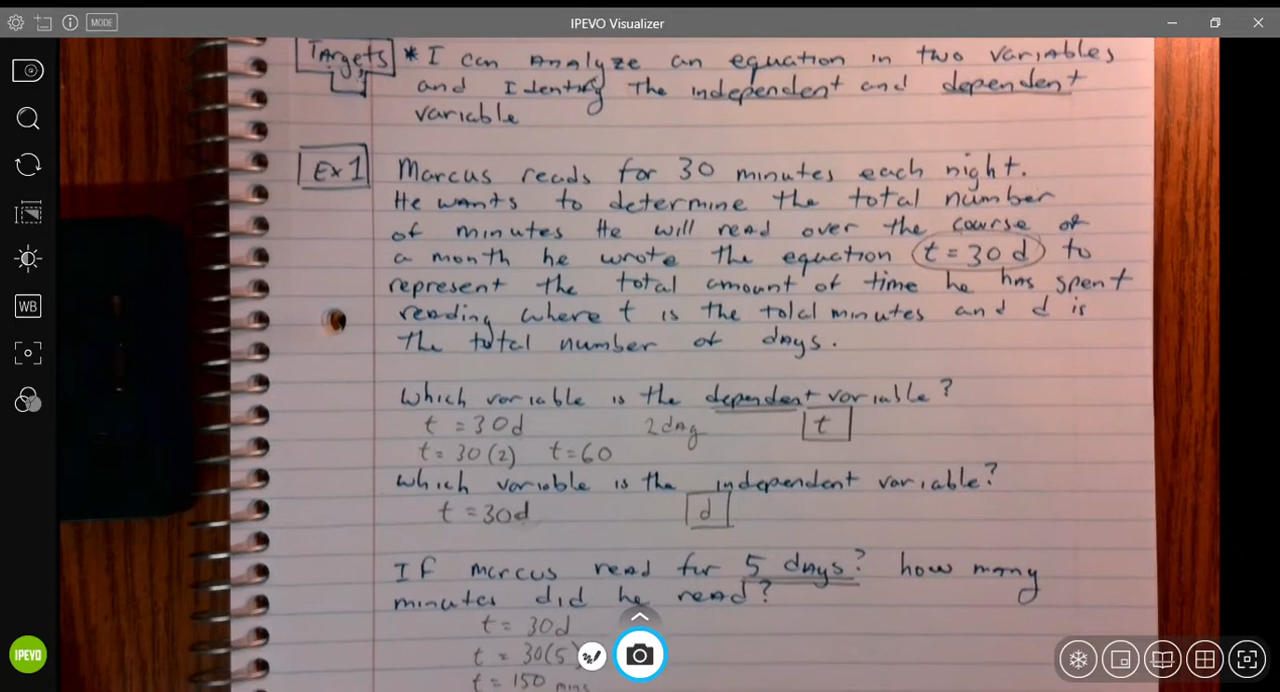 MODE
IPEVO Visualizer
Targets * I can Analyze an equation in two variables
and Identify The independent and dependent
variable
Ex 1 Marcus reads for 30 minutes each night.
He wants to determine the total number
of minutes He will read over the course of
a month he wrote the equation t = 30 d to
represent the total amount of time he has spent
reading where t is the total minutes and d is
the total number of days.
Which variable is the dependent variable?
t = 30d 2 day t
t = 30 (2) t = 60
Which variable is the independent variable?
t = 30d d
If marcus read for 5 days? how many
minutes did he read?
t = 30d
t = 30(5)
t = 150 mins
WB
IPEVO